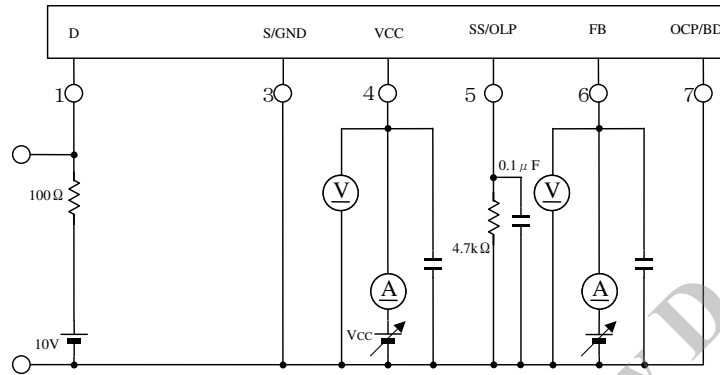 D S/GND VCC SS/OLP FB OCP/BD
1 3 4 5 6 7
0.1μF
V V
100Ω
4.7kΩ
A A
10V VCC